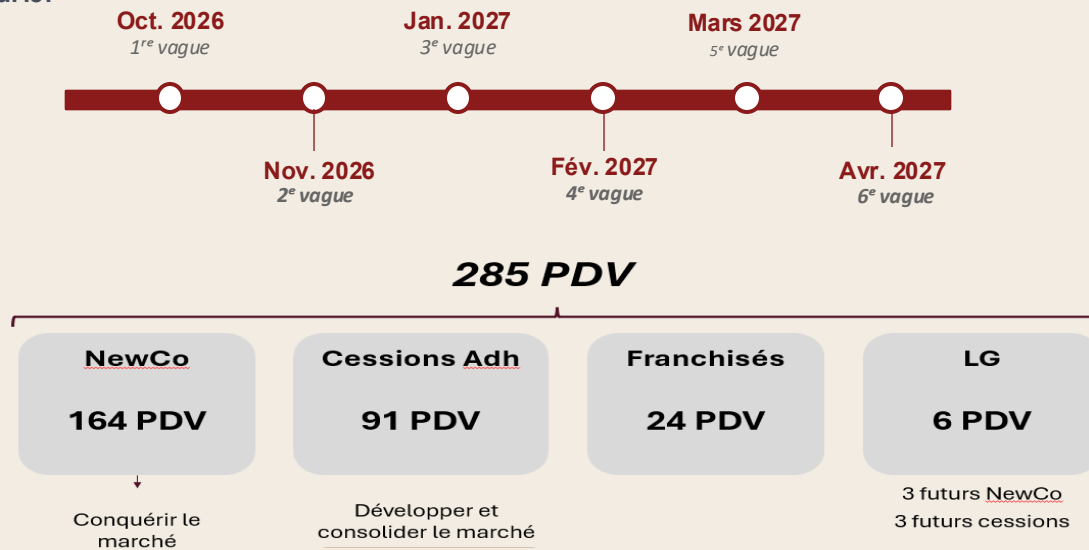 Oct. 2026
1re vague
Jan. 2027
3e vague
Mars 2027
5e vague
Nov. 2026
2e vague
Fév. 2027
4e vague
Avr. 2027
6e vague
285 PDV
NewCo
164 PDV
Cessions Adh
91 PDV
Franchisés
24 PDV
LG
6 PDV
Conquérir le
marché
Développer et
consolider le marché
3 futurs NewCo
3 futurs cessions